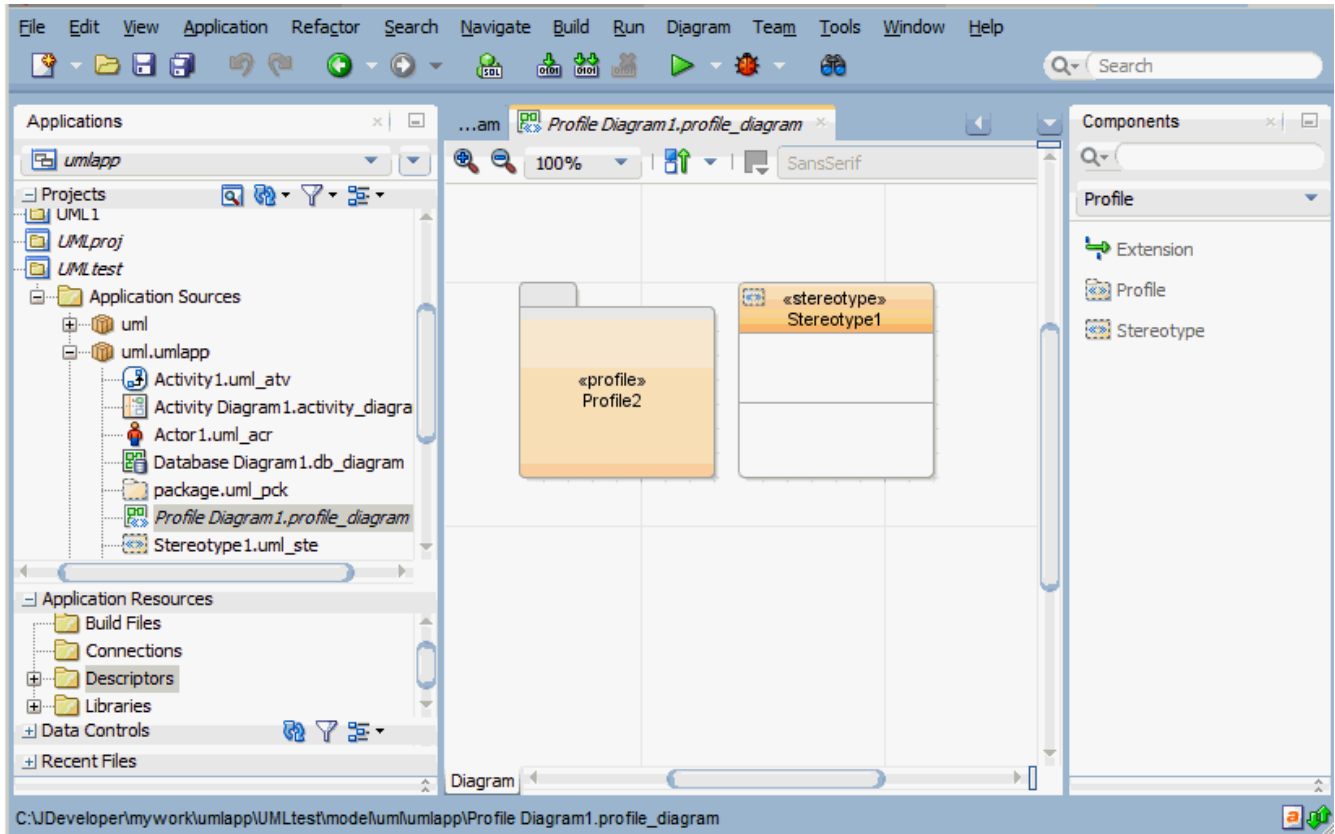 File Edit View Application Refactor Search Navigate Build Run Diagram Team Tools Window Help
SQL
Search
Applications
umlapp
Projects
UML1
UMLproj
UMLtest
Application Sources
uml
uml.umlapp
Activity1.uml_atv
Activity Diagram1.activity_diagra
Actor1.uml_acr
Database Diagram1.db_diagram
package.uml_pck
Profile Diagram1.profile_diagram
Stereotype1.uml_ste
Application Resources
Build Files
Connections
Descriptors
Libraries
Data Controls
Recent Files
...am Profile Diagram1.profile_diagram
100% SansSerif
«profile»
Profile2
«stereotype»
Stereotype1
Diagram
Components
Profile
Extension
Profile
Stereotype
C:\JDeveloper\mywork\umlapp\UMLtest\model\uml\umlapp\Profile Diagram1.profile_diagram